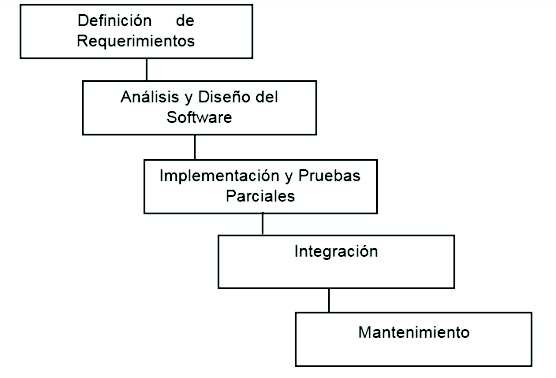 Definición de
Requerimientos
Análisis y Diseño del
Software
Implementación y Pruebas
Parciales
Integración
Mantenimiento